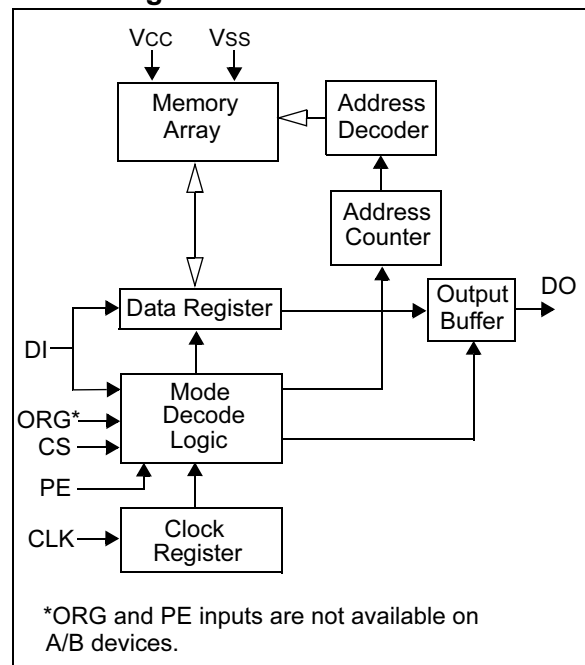 VCC VSS
Memory
Array
Address
Decoder
Address
Counter
Data Register
Output
Buffer
DO
DI
Mode
Decode
Logic
ORG*
CS
PE
CLK
Clock
Register
*ORG and PE inputs are not available on
A/B devices.